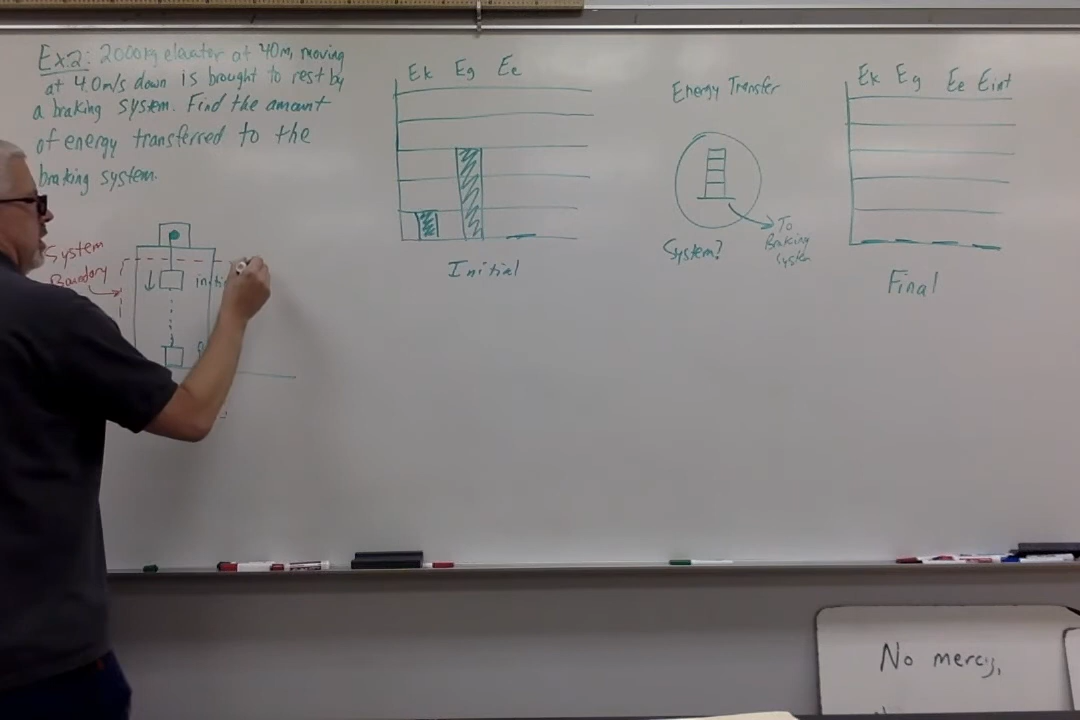 Ex.2: 2000kg elevator at 40m, moving
at 4.0m/s down is brought to rest by
a braking system. Find the amount
of energy transferred to the
braking system.
System
Boundary
Ek Eg Ee
Initial
Energy Transfer
System?
To
Braking
System
Ek Eg Ee Eint
Final
No mercy,